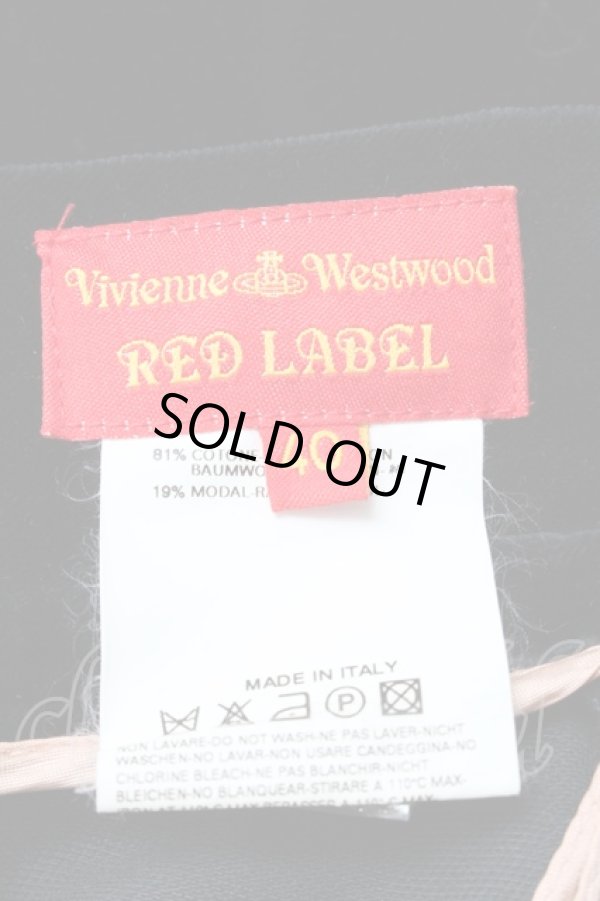 Vivienne Westwood
RED LABEL
SOLD OUT
40
81% COTONE
BAUMWO
19% MODAL-RA
MADE IN ITALY
NON LAVARE-DO NOT WASH-NE PAS LAVER-NICHT
WASCHEN-NO LAVAR-NON USARE CANDEGGINA-NO
CHLORINE BLEACH-NE PAS BLANCHIR-NICHT
BLEICHEN-NO BLANQUEAR-STIRARE A 110°C MAX-